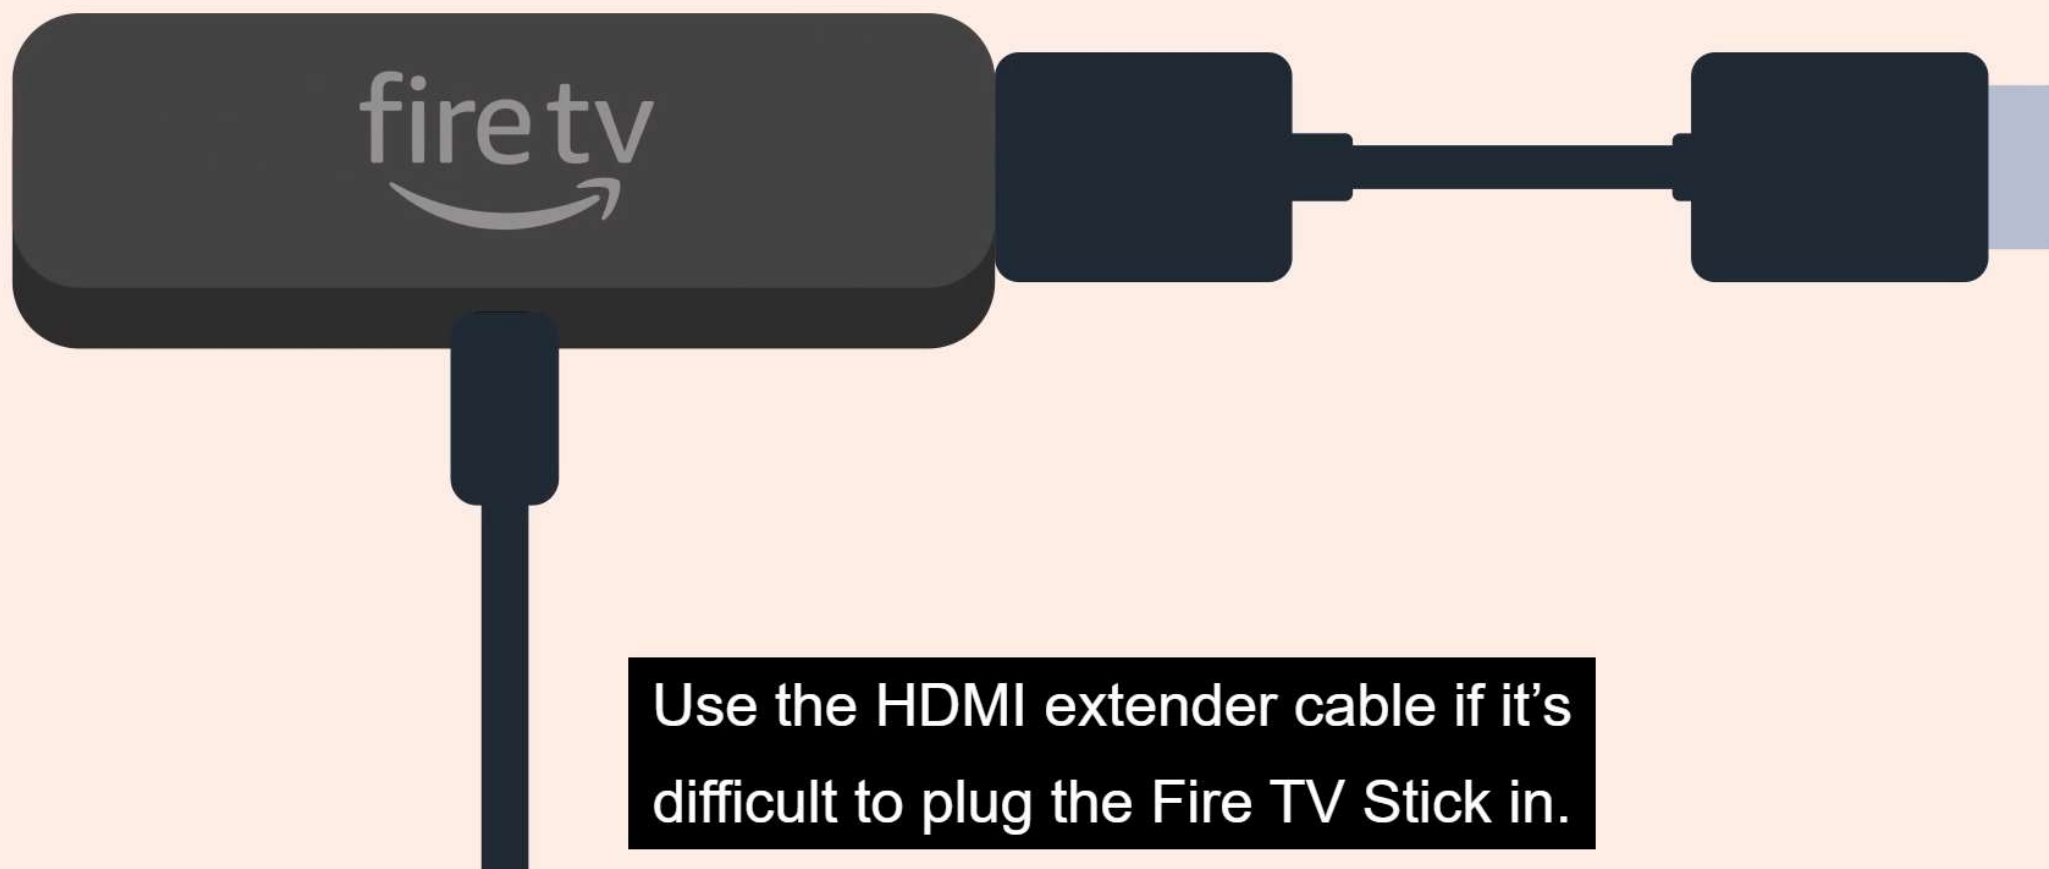 fire tv
Use the HDMI extender cable if it’s
difficult to plug the Fire TV Stick in.